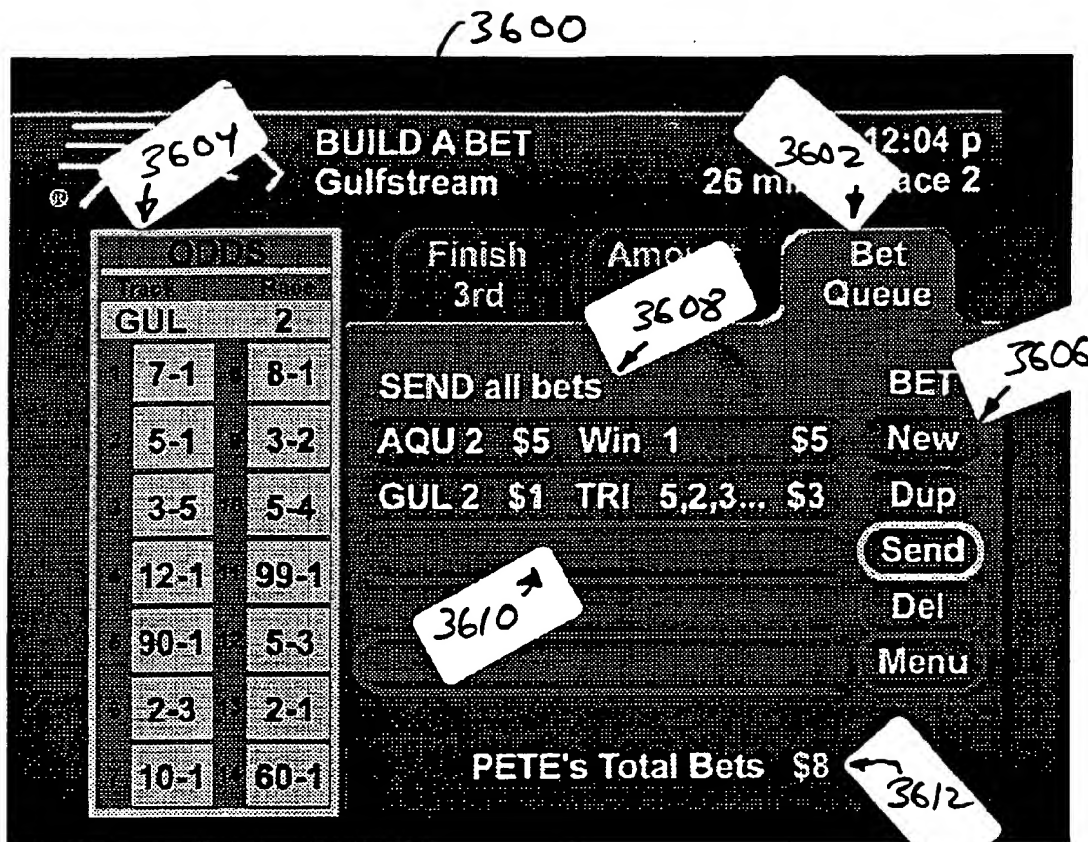 3600
3604
BUILD A BET
Gulfstream
3602
12:04 p
26 mi ace 2
®
ODDS
Track Race
GUL 2
7-1 8-1
5-1 3-2
3-5 5-4
12-1 99-1
90-1 5-3
2-3 2-1
10-1 60-1
Finish
3rd
Amount
Bet
Queue
3608
3606
SEND all bets
BET
AQU 2 $5 Win 1 $5
New
GUL 2 $1 TRI 5,2,3... $3
Dup
Send
3610
Del
Menu
PETE's Total Bets $8
3612